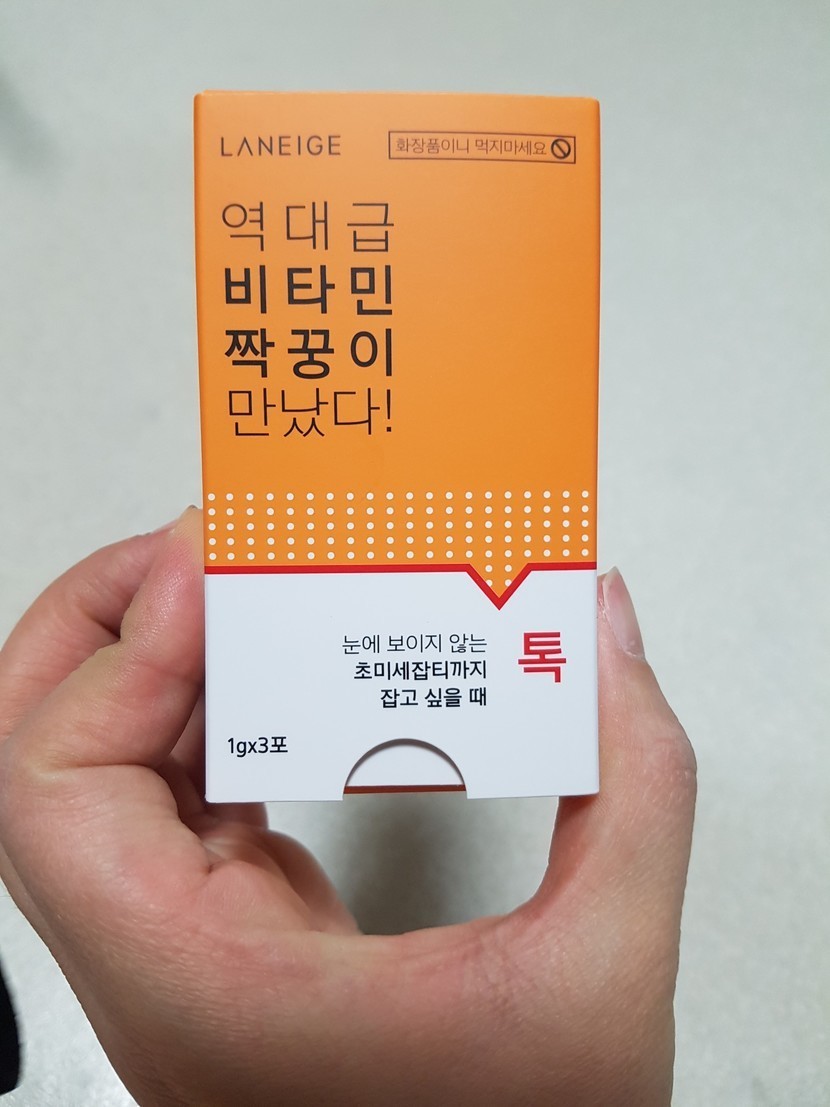 LANEIGE
화장품이니 먹지마세요
역대급
비타민
짝꿍이
만났다!
눈에 보이지 않는
초미세잡티까지
잡고 싶을 때
톡
1gx3포